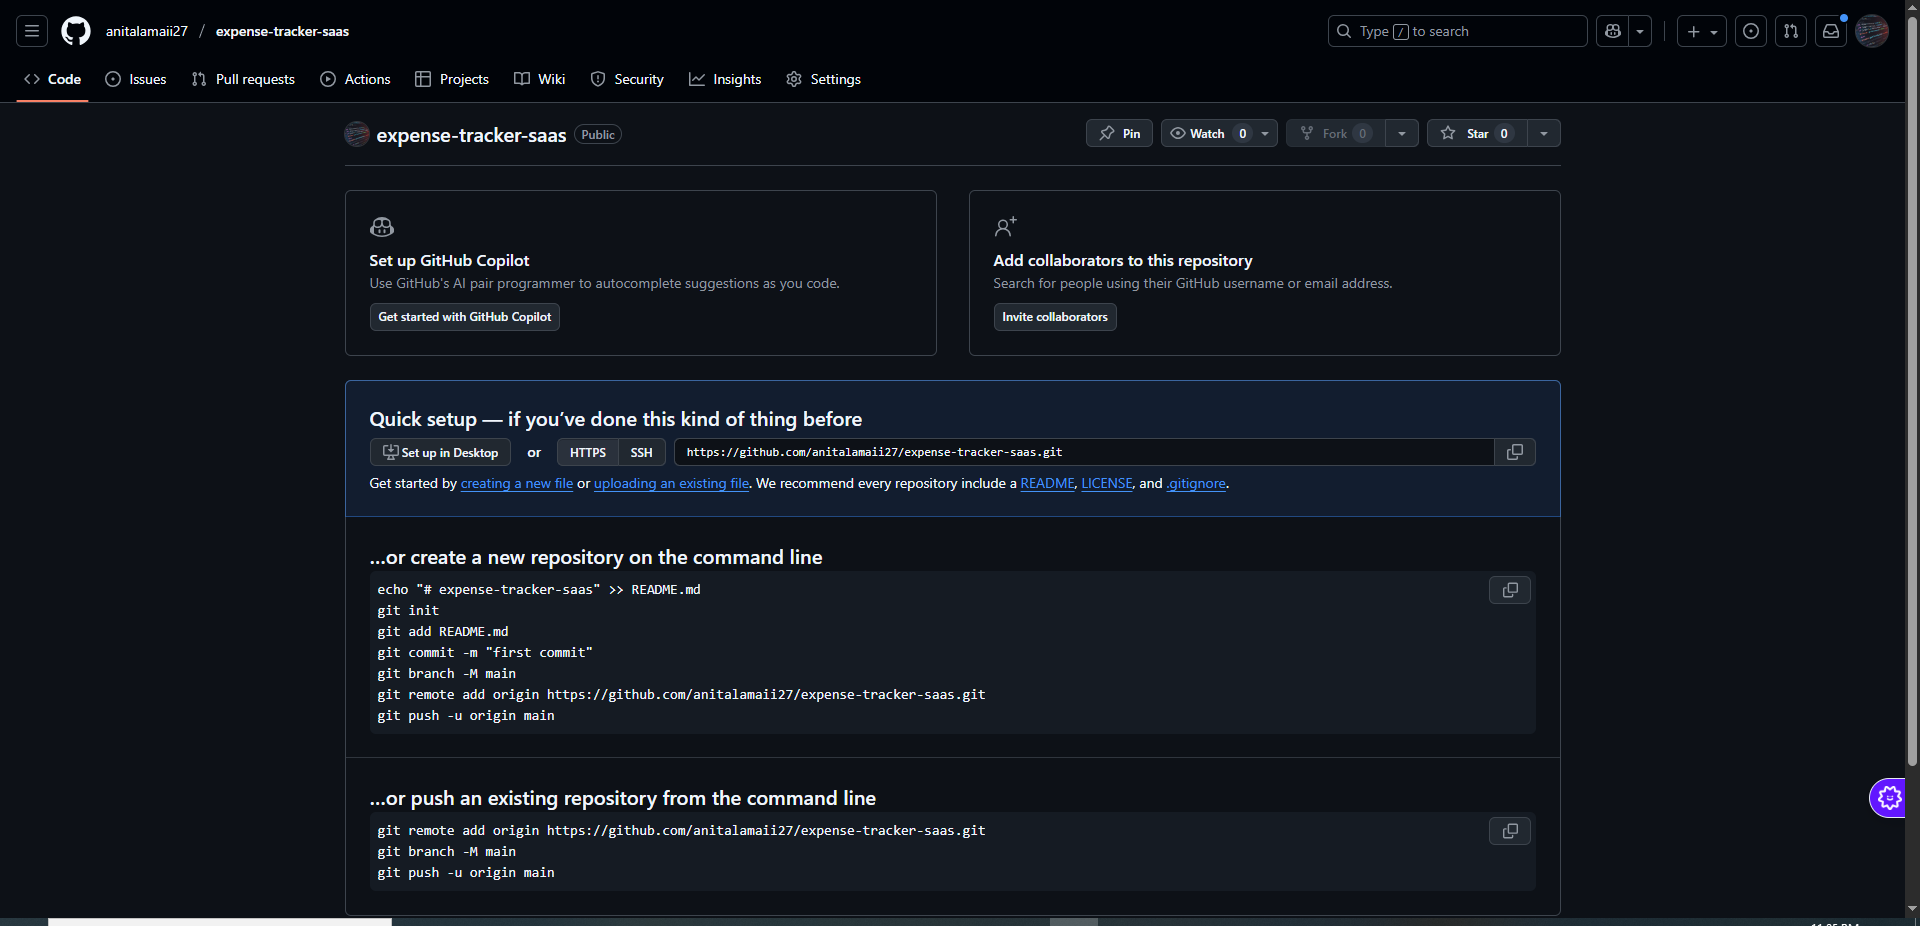 anitalamaii27 / expense-tracker-saas
Type / to search
Code Issues Pull requests Actions Projects Wiki Security Insights Settings
expense-tracker-saas Public
Pin Watch 0 Fork 0 Star 0
Set up GitHub Copilot
Use GitHub's AI pair programmer to autocomplete suggestions as you code.
Get started with GitHub Copilot
Add collaborators to this repository
Search for people using their GitHub username or email address.
Invite collaborators
Quick setup — if you’ve done this kind of thing before
Set up in Desktop or HTTPS SSH https://github.com/anitalamaii27/expense-tracker-saas.git
Get started by creating a new file or uploading an existing file. We recommend every repository include a README, LICENSE, and .gitignore.
…or create a new repository on the command line
echo "# expense-tracker-saas" >> README.md
git init
git add README.md
git commit -m "first commit"
git branch -M main
git remote add origin https://github.com/anitalamaii27/expense-tracker-saas.git
git push -u origin main
…or push an existing repository from the command line
git remote add origin https://github.com/anitalamaii27/expense-tracker-saas.git
git branch -M main
git push -u origin main